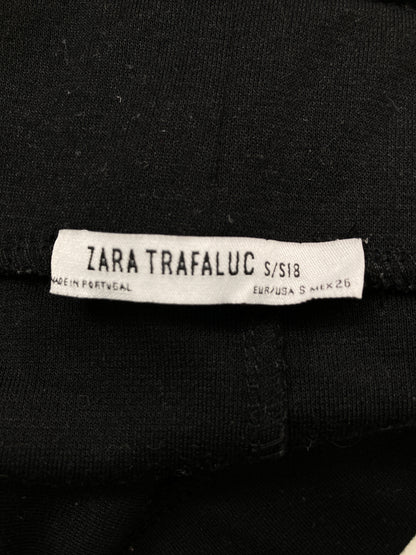 ZARA TRAFALUC S/S18
MADE IN PORTUGAL EUR/USA S MEX 26